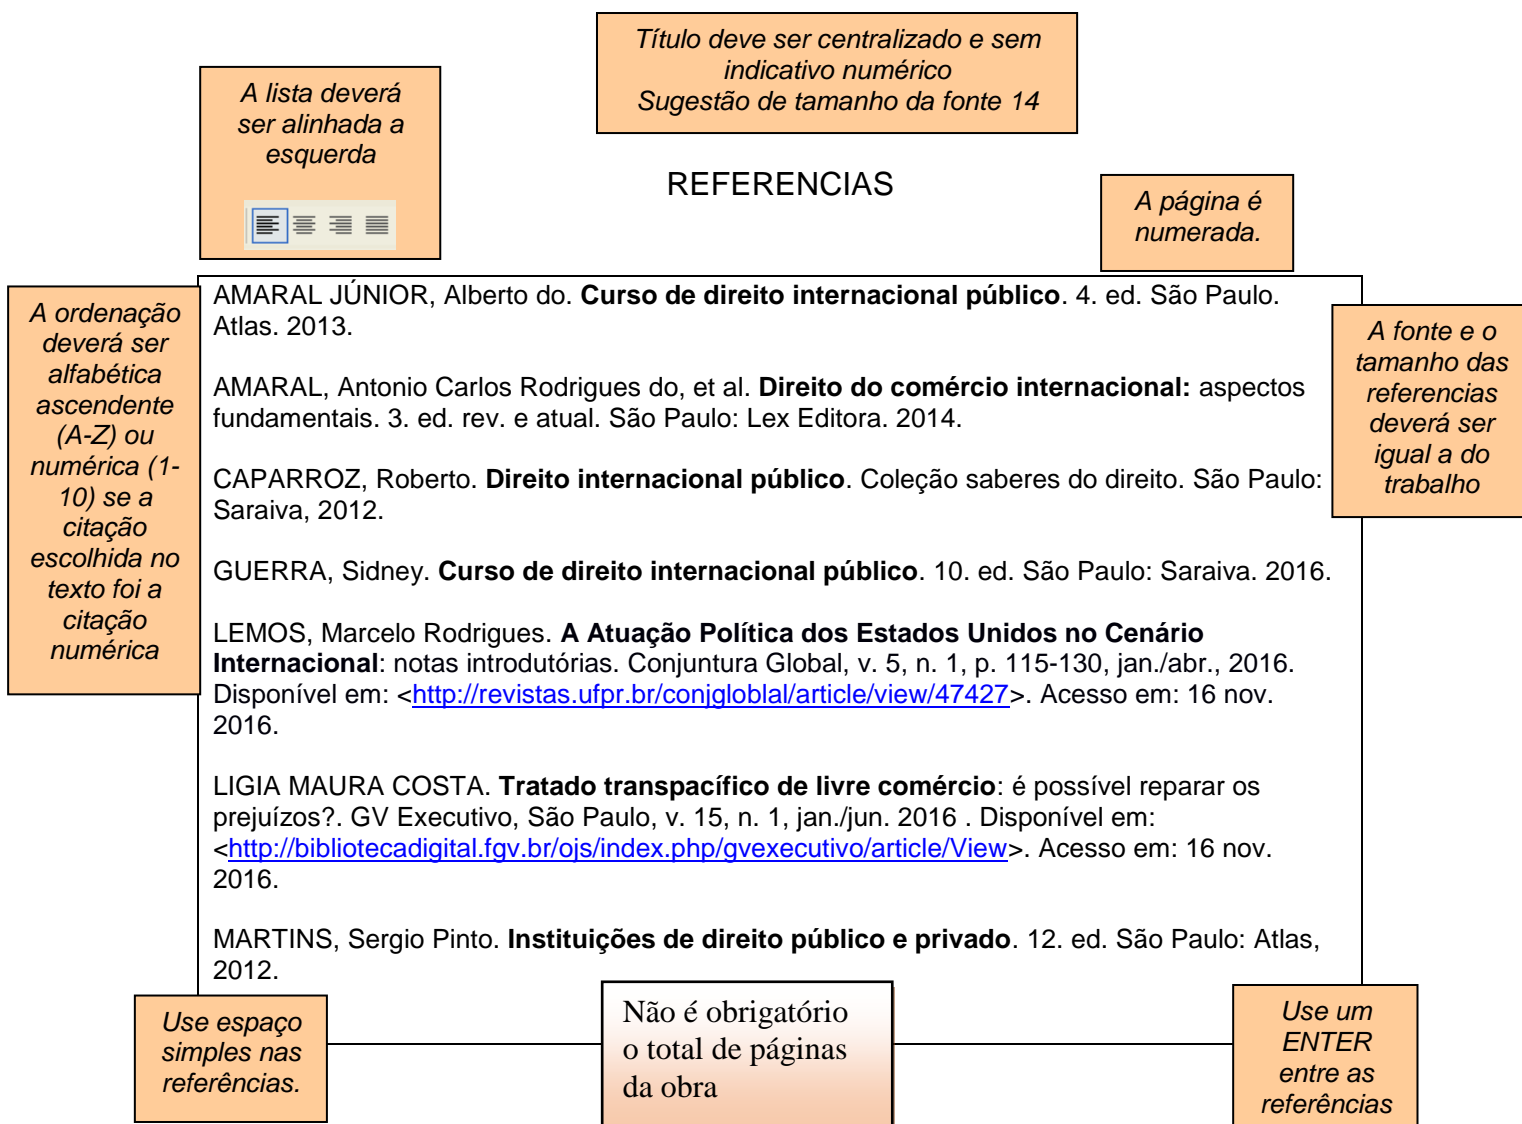 Título deve ser centralizado e sem
indicativo numérico
Sugestão de tamanho da fonte 14
A lista deverá
ser alinhada a
esquerda
REFERENCIAS
A página é
numerada.
A ordenação
deverá ser
alfabética
ascendente
(A-Z) ou
numérica (1-
10) se a
citação
escolhida no
texto foi a
citação
numérica
AMARAL JÚNIOR, Alberto do. Curso de direito internacional público. 4. ed. São Paulo.
Atlas. 2013.
AMARAL, Antonio Carlos Rodrigues do, et al. Direito do comércio internacional: aspectos
fundamentais. 3. ed. rev. e atual. São Paulo: Lex Editora. 2014.
CAPARROZ, Roberto. Direito internacional público. Coleção saberes do direito. São Paulo:
Saraiva, 2012.
GUERRA, Sidney. Curso de direito internacional público. 10. ed. São Paulo: Saraiva. 2016.
LEMOS, Marcelo Rodrigues. A Atuação Política dos Estados Unidos no Cenário
Internacional: notas introdutórias. Conjuntura Global, v. 5, n. 1, p. 115-130, jan./abr., 2016.
Disponível em: <http://revistas.ufpr.br/conjgloblal/article/view/47427>. Acesso em: 16 nov.
2016.
LIGIA MAURA COSTA. Tratado transpacífico de livre comércio: é possível reparar os
prejuízos?. GV Executivo, São Paulo, v. 15, n. 1, jan./jun. 2016 . Disponível em:
<http://bibliotecadigital.fgv.br/ojs/index.php/gvexecutivo/article/View>. Acesso em: 16 nov.
2016.
MARTINS, Sergio Pinto. Instituições de direito público e privado. 12. ed. São Paulo: Atlas,
2012.
A fonte e o
tamanho das
referencias
deverá ser
igual a do
trabalho
Use espaço
simples nas
referências.
Não é obrigatório
o total de páginas
da obra
Use um
ENTER
entre as
referências